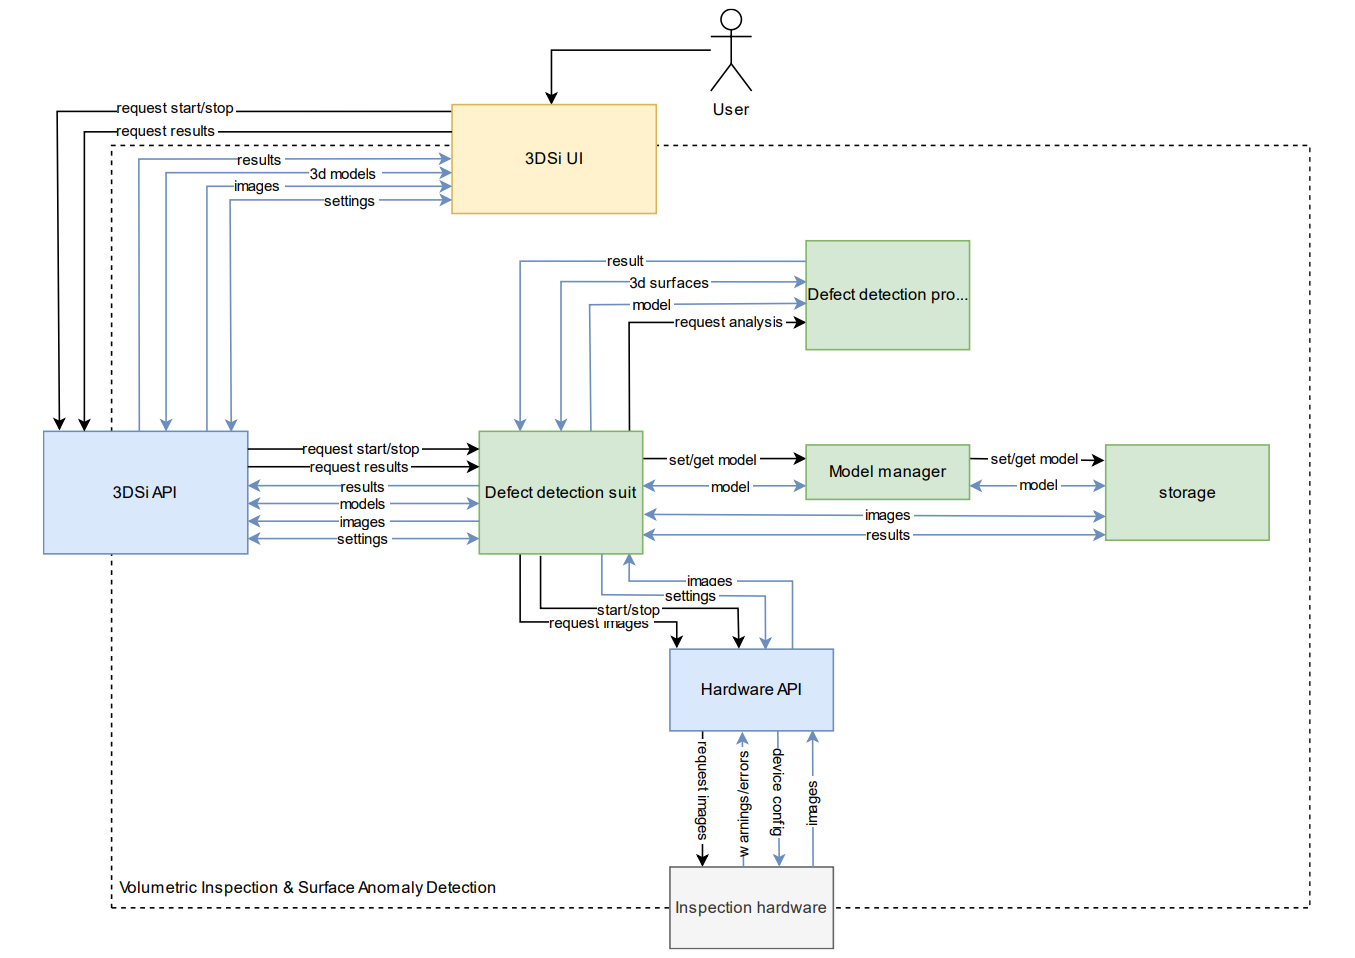 User
request start/stop
request results
3DSi UI
results
3d models
images
settings
result
3d surfaces
Defect detection pro...
model
request analysis
request start/stop
request results
results
models
images
settings
3DSi API
Defect detection suit
set/get model
model
Model manager
set/get model
model
storage
images
results
images
settings
start/stop
request images
Hardware API
request images
warnings/errors
device config
images
Volumetric Inspection & Surface Anomaly Detection
Inspection hardware